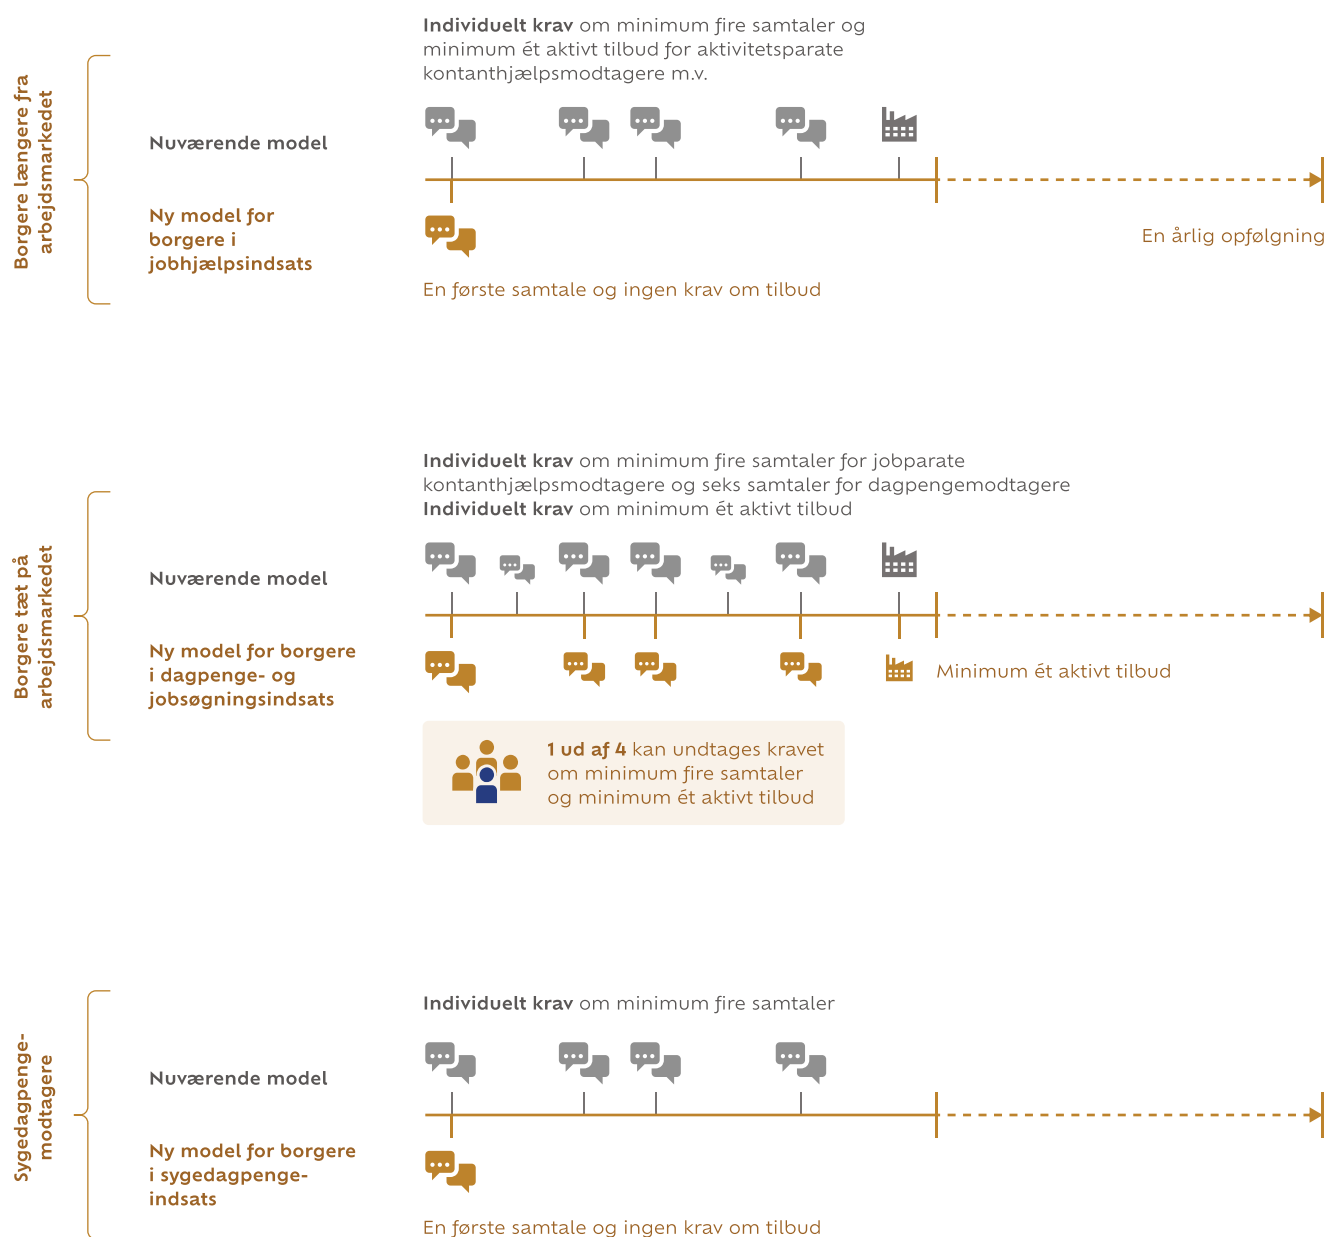 Individuelt krav om minimum fire samtaler og
minimum ét aktivt tilbud for aktivitetsparate
kontanthjælpsmodtagere m.v.
Borgere længere fra
arbejdsmarkedet
Nuværende model
Ny model for
borgere i
jobhjælpsindsats
En årlig opfølgning
En første samtale og ingen krav om tilbud
Individuelt krav om minimum fire samtaler for jobparate
kontanthjælpsmodtagere og seks samtaler for dagpengemodtagere
Individuelt krav om minimum ét aktivt tilbud
Borgere tæt på
arbejdsmarkedet
Nuværende model
Ny model for borgere
i dagpenge- og
jobsøgningsindsats
Minimum ét aktivt tilbud
1 ud af 4 kan undtages kravet
om minimum fire samtaler
og minimum ét aktivt tilbud
Individuelt krav om minimum fire samtaler
Sygedagpenge-
modtagere
Nuværende model
Ny model for borgere
i sygedagpenge-
indsats
En første samtale og ingen krav om tilbud